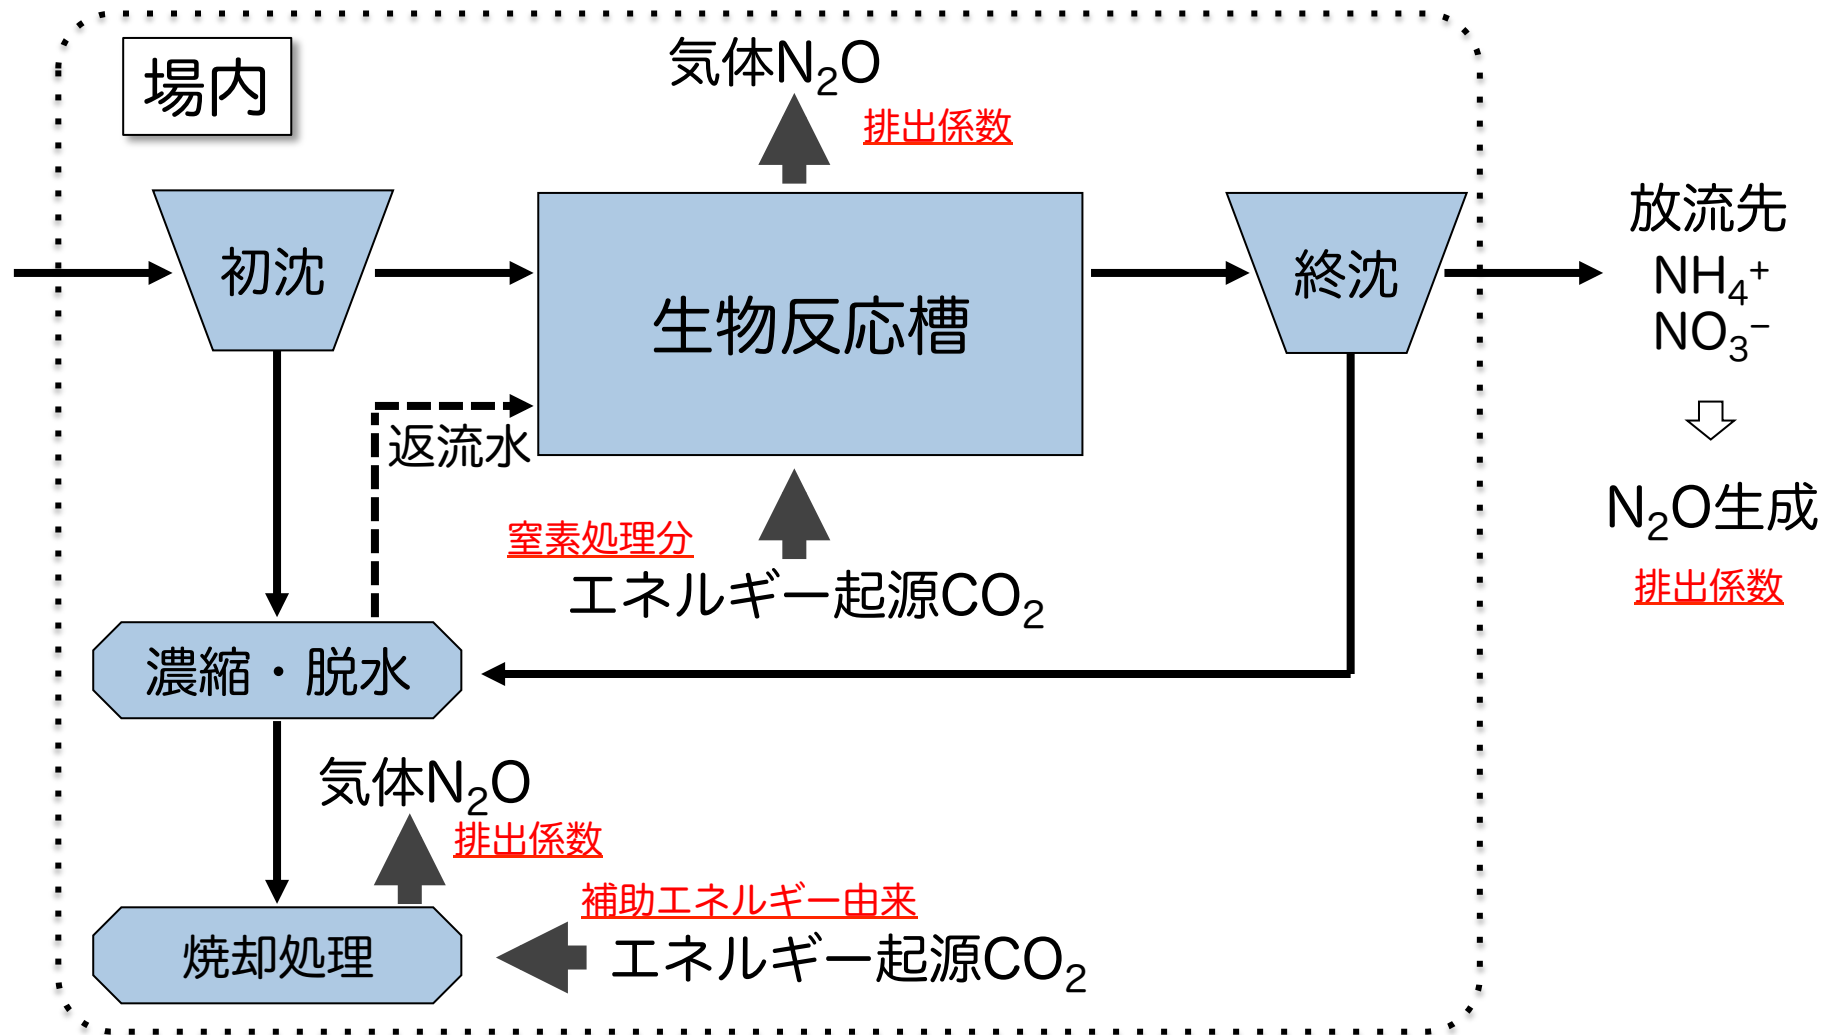 場内
気体N₂O
排出係数
初沈
生物反応槽
終沈
放流先
NH₄⁺
NO₃⁻
返流水
N₂O生成
排出係数
窒素処理分
エネルギー起源CO₂
濃縮・脱水
気体N₂O
排出係数
補助エネルギー由来
エネルギー起源CO₂
焼却処理